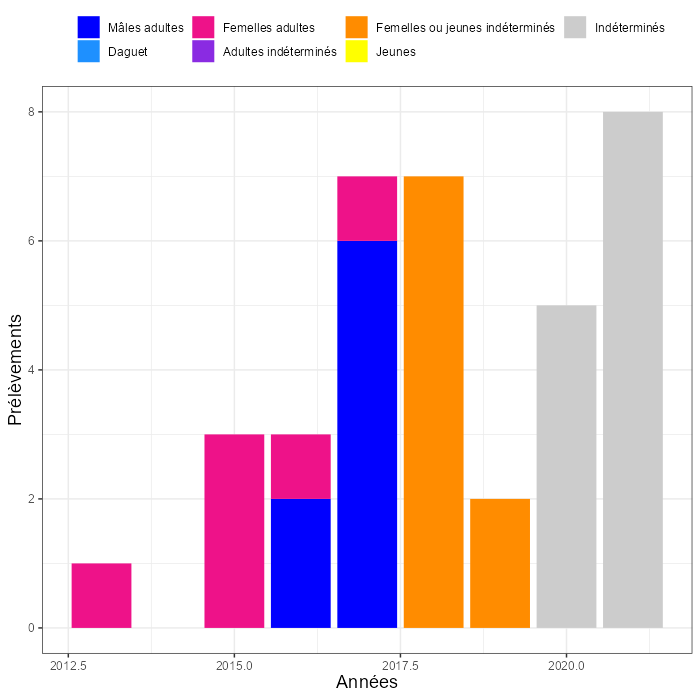 Mâles adultes Femelles adultes Femelles ou jeunes indéterminés Indéterminés
Daguet Adultes indéterminés Jeunes
8
6
4
2
0
Prélèvements
2012.5 2015.0 2017.5 2020.0
Années